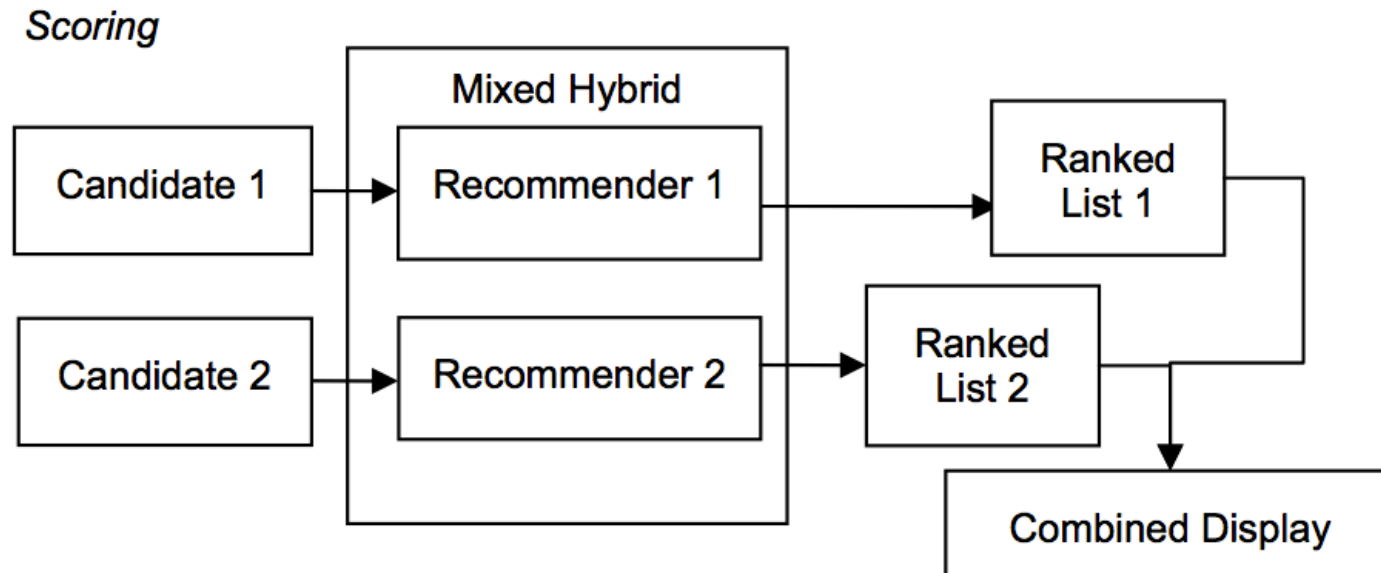 Scoring
Mixed Hybrid
Candidate 1
Recommender 1
Ranked
List 1
Candidate 2
Recommender 2
Ranked
List 2
Combined Display